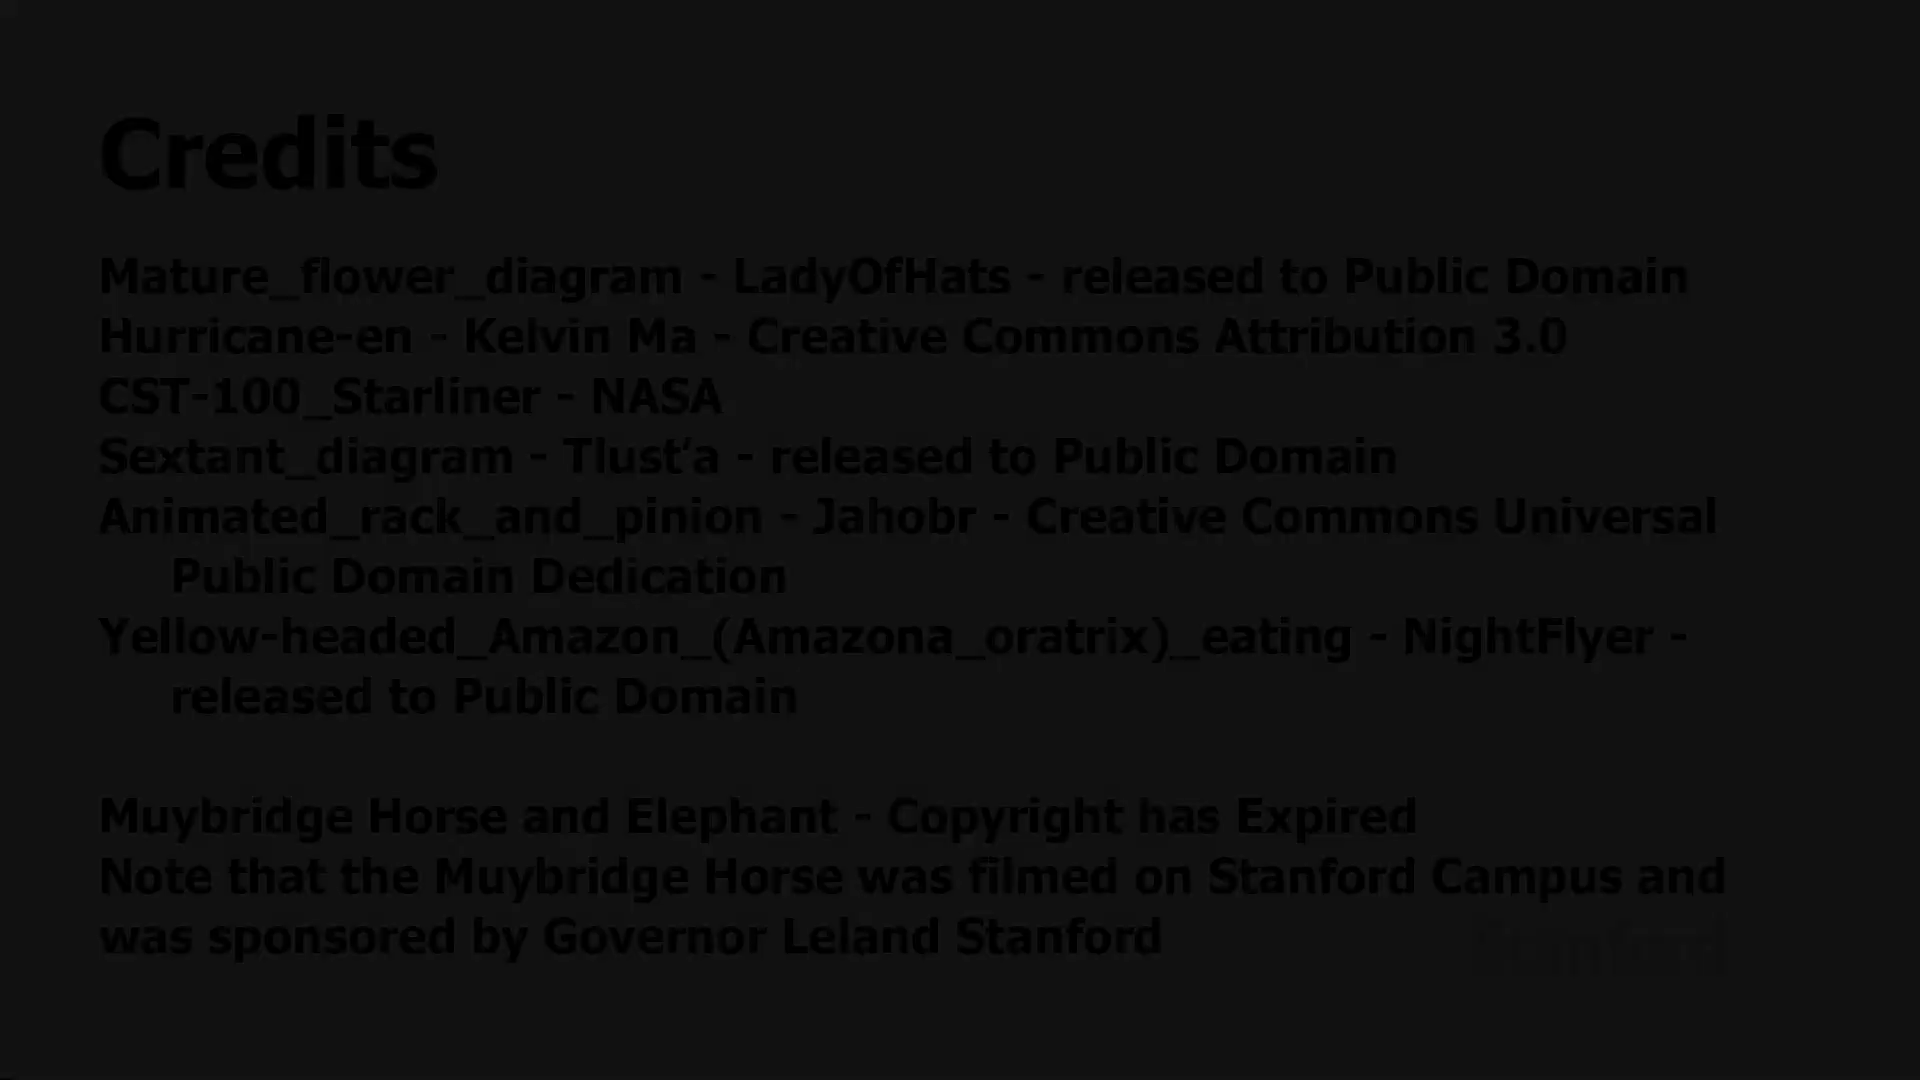 Credits
Mature_flower_diagram - LadyOfHats - released to Public Domain
Hurricane-en - Kelvin Ma - Creative Commons Attribution 3.0
CST-100_Starliner - NASA
Sextant_diagram - Tlust'a - released to Public Domain
Animated_rack_and_pinion - Jahobr - Creative Commons Universal
Public Domain Dedication
Yellow-headed_Amazon_(Amazona_oratrix)_eating - NightFlyer -
released to Public Domain
Muybridge Horse and Elephant - Copyright has Expired
Note that the Muybridge Horse was filmed on Stanford Campus and
was sponsored by Governor Leland Stanford